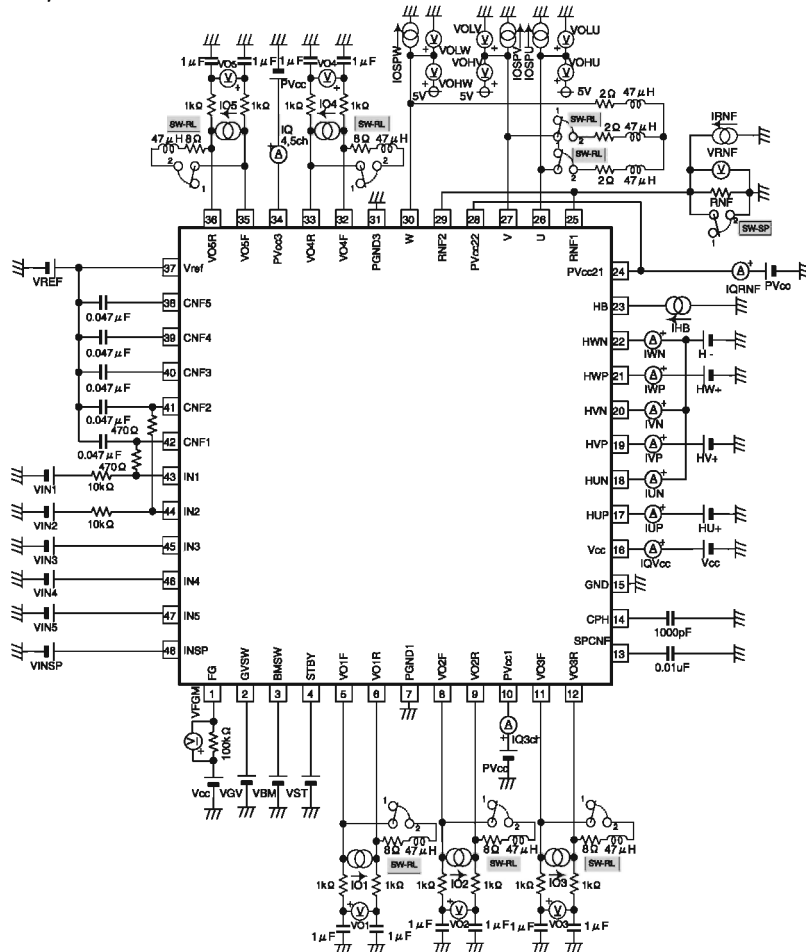 1μF VO5 1μF 1μF 1μF VO4 1μF
PVcc
IOSPW VOLV IOSPV IOSPU VOLU
VOLW VOHV VOHU
VOHW
5V 5V 5V
1kΩ IO5 1kΩ 1kΩ IO4 1kΩ
IQ
4,5ch
SW-RL SW-RL
47μH 8Ω 8Ω 47μH
2 1 1 2
2Ω 47μH
SW-RL
1 2 2Ω 47μH
SW-RL
1 2 2Ω 47μH
IRNF
VRNF
RNF
1 2 SW-SP
36 35 34 33 32 31 30 29 28 27 26 25
VO5R VO5F PVcc3 VO4R VO4F PGND3 W RNF2 PVcc22 V U RNF1
VREF 37 Vref
0.047μF 38 CNF5
0.047μF 39 CNF4
0.047μF 40 CNF3
0.047μF 41 CNF2
470Ω
0.047μF 42 CNF1
470Ω
VIN1 10kΩ 43 IN1
VIN2 10kΩ 44 IN2
VIN3 45 IN3
VIN4 46 IN4
VIN5 47 IN5
VINSP 48 INSP
PVcc21 24 IQRNF PVcc
HB 23 IHB
HWN 22 IWN H -
HWP 21 IWP HW+
HVN 20 IVN
HVP 19 IVP HV+
HUN 18 IUN
HUP 17 IUP HU+
Vcc 16 IQVcc Vcc
GND 15
CPH 14 1000pF
SPCNF 13 0.01uF
FG GVSW BMSW STBY VO1F VO1R PGND1 VO2F VO2R PVcc1 VO3F VO3R
1 2 3 4 5 6 7 8 9 10 11 12
VFGM
100kΩ
Vcc VGV VBM VST
IQ3ch
PVcc
1 2 1 2 1 2
8Ω 47μH 8Ω 47μH 8Ω 47μH
SW-RL SW-RL SW-RL
1kΩ IO1 1kΩ 1kΩ IO2 1kΩ 1kΩ IO3 1kΩ
1μF VO1 1μF 1μF VO2 1μF 1μF VO3 1μF